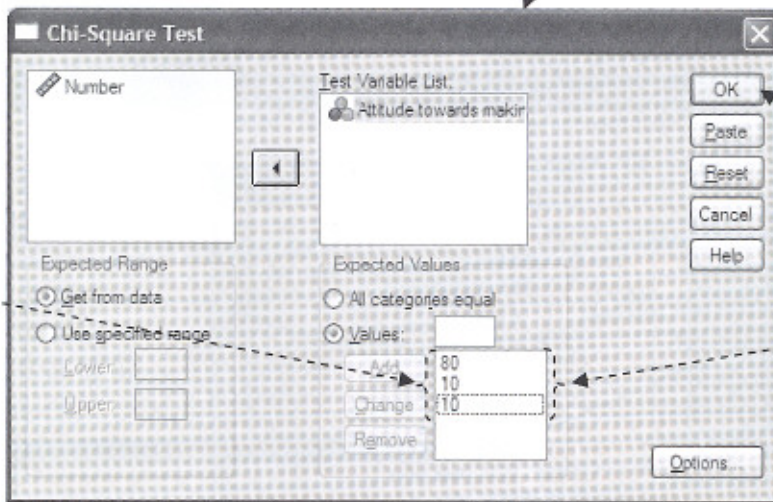 Chi-Square Test
Number
Test Variable List:
Attitude towards makin
OK
Paste
Reset
Cancel
Help
Expected Range
Get from data
Use specified range
Lower:
Upper:
Expected Values
All categories equal
Values:
Add
Change
Remove
80
10
10
Options...